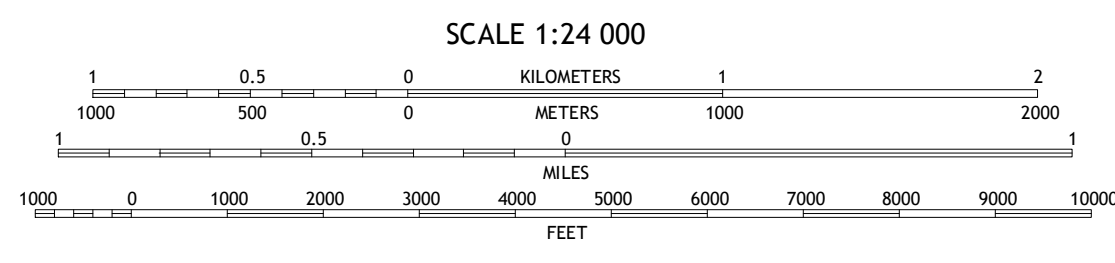 SCALE 1:24 000
1 0.5 0 KILOMETERS 1 2
1000 500 0 METERS 1000 2000
1 0.5 0 1
MILES
1000 0 1000 2000 3000 4000 5000 6000 7000 8000 9000 10000
FEET